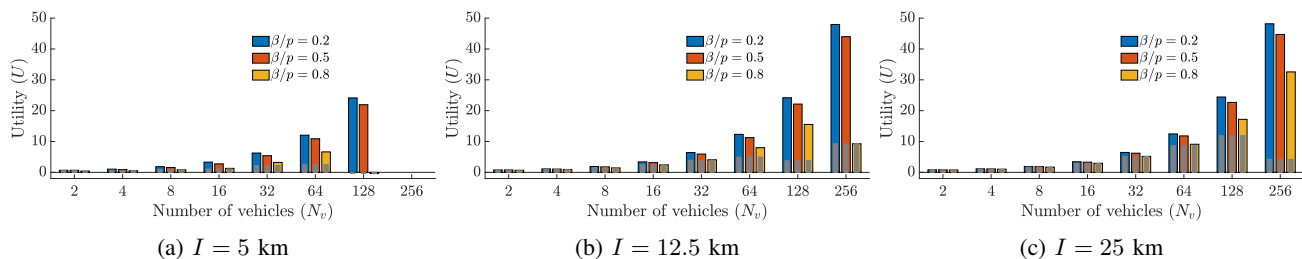 50
40
30
20
10
0
Utility (U)
β/p = 0.2
β/p = 0.5
β/p = 0.8
2 4 8 16 32 64 128 256
Number of vehicles (N_v)
(a) I = 5 km
50
40
30
20
10
0
Utility (U)
β/p = 0.2
β/p = 0.5
β/p = 0.8
2 4 8 16 32 64 128 256
Number of vehicles (N_v)
(b) I = 12.5 km
50
40
30
20
10
0
Utility (U)
β/p = 0.2
β/p = 0.5
β/p = 0.8
2 4 8 16 32 64 128 256
Number of vehicles (N_v)
(c) I = 25 km